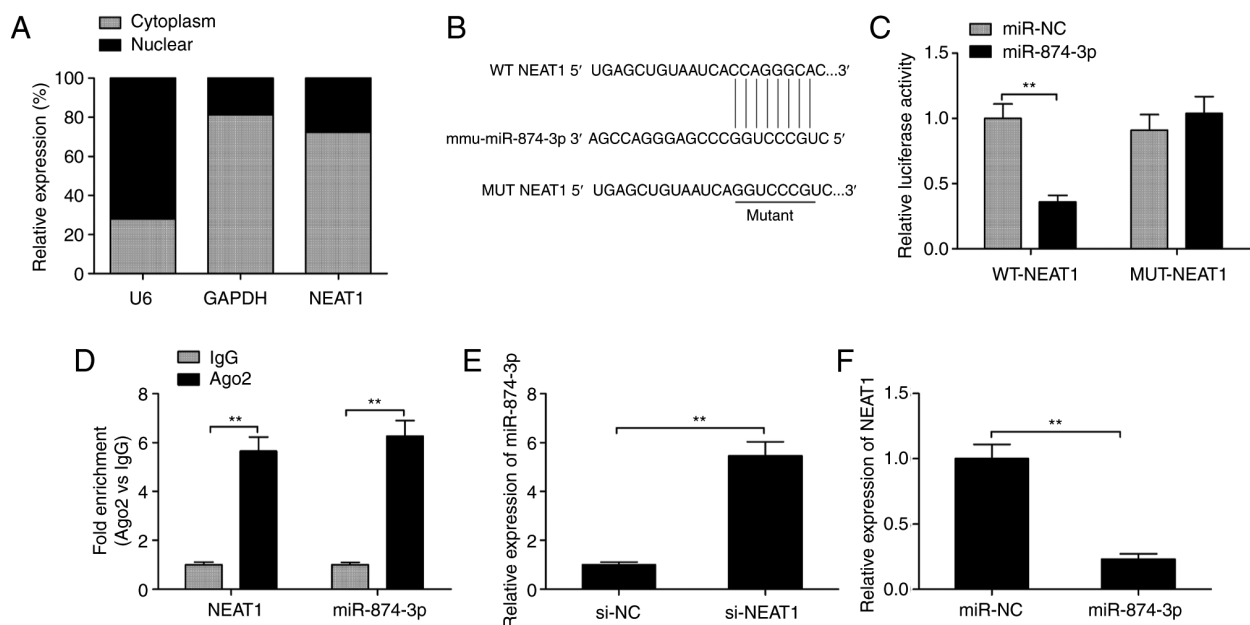 A
Cytoplasm
Nuclear
Relative expression (%)
100
80
60
40
20
0
U6 GAPDH NEAT1
B
WT NEAT1 5′ UGAGCUGUAAUCACCAGGGCAC...3′
mmu-miR-874-3p 3′ AGCCAGGGAGCCCGGUCCCGUC 5′
MUT NEAT1 5′ UGAGCUGUAAUCAGGUCCCGUC...3′
Mutant
C
miR-NC
miR-874-3p
Relative luciferase activity
1.5
1.0
0.5
0.0
**
WT-NEAT1 MUT-NEAT1
D
IgG
Ago2
Fold enrichment
(Ago2 vs IgG)
8
6
4
2
0
**
**
NEAT1 miR-874-3p
E
Relative expression of miR-874-3p
8
6
4
2
0
**
si-NC si-NEAT1
F
Relative expression of NEAT1
1.5
1.0
0.5
0.0
**
miR-NC miR-874-3p